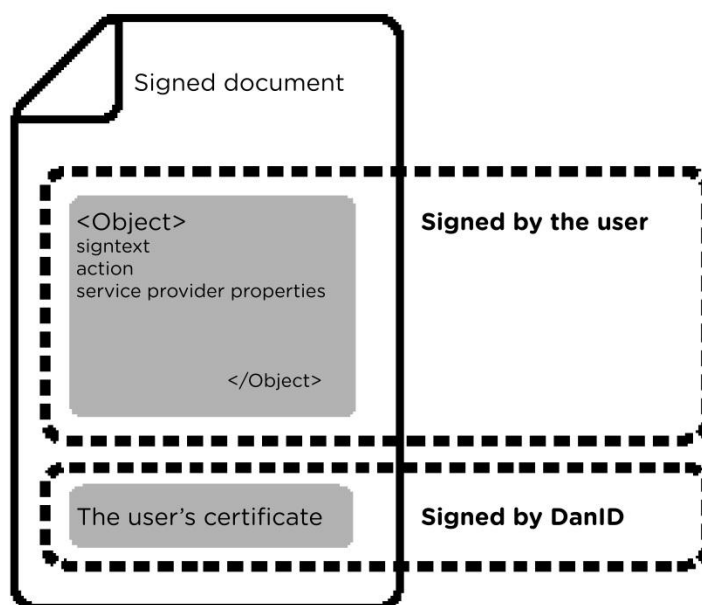 Signed document
<Object>
signtext
action
service provider properties
</Object>
Signed by the user
The user's certificate
Signed by DanID